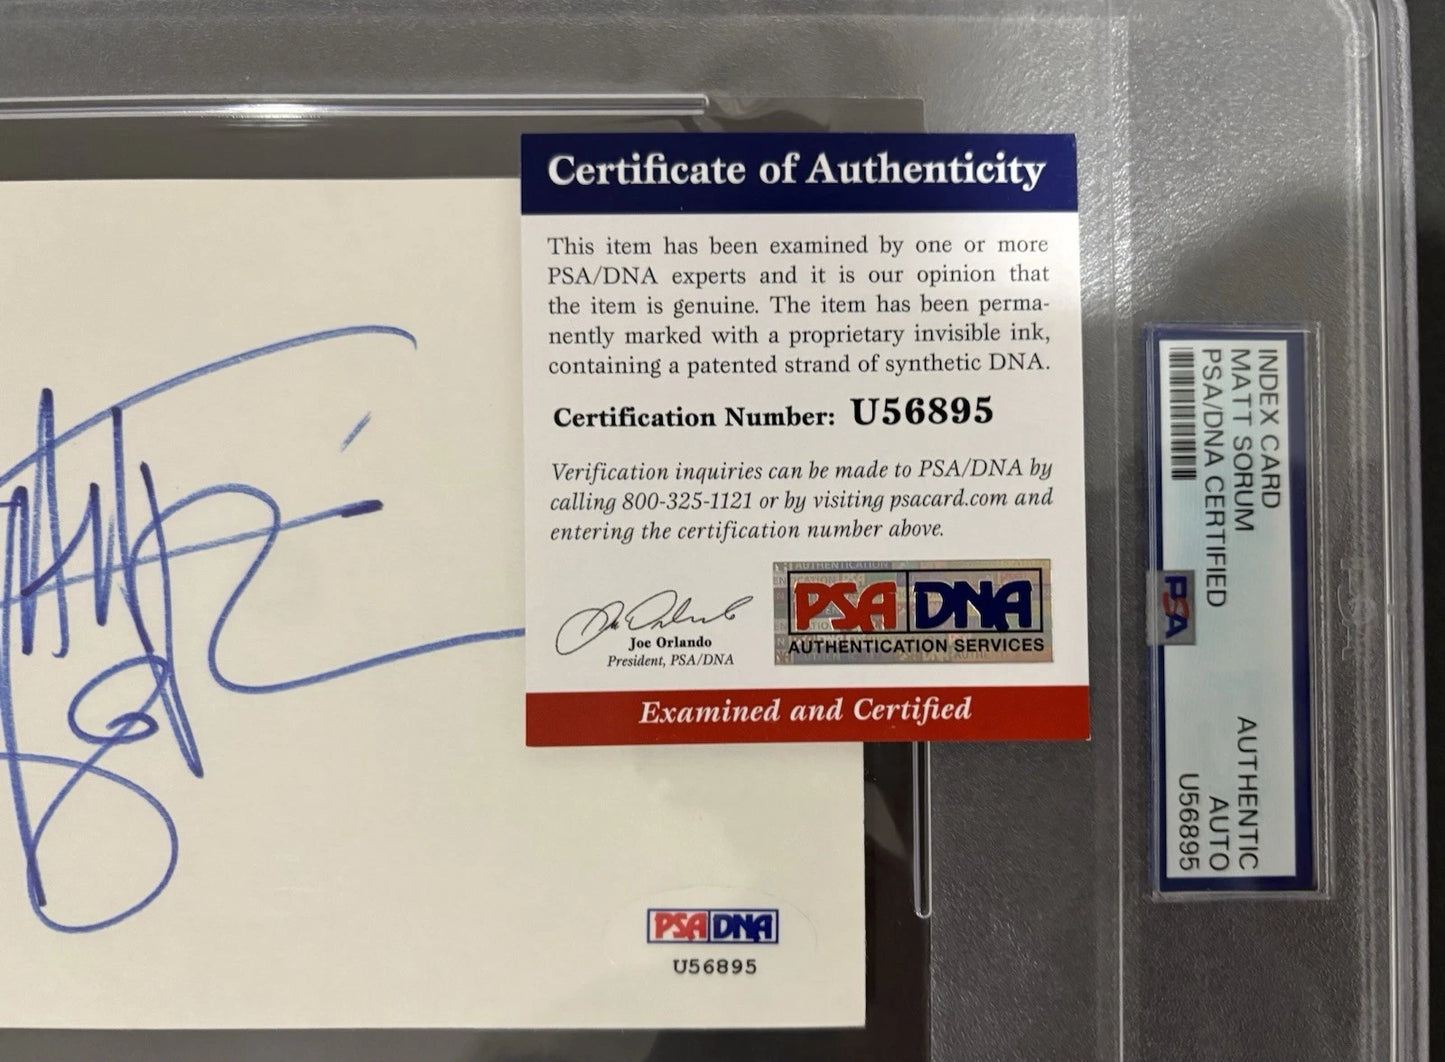 Certificate of Authenticity
This item has been examined by one or more
PSA/DNA experts and it is our opinion that
the item is genuine. The item has been perma-
nently marked with a proprietary invisible ink,
containing a patented strand of synthetic DNA.
Certification Number: U56895
Verification inquiries can be made to PSA/DNA by
calling 800-325-1121 or by visiting psacard.com and
entering the certification number above.
Joe Orlando
President, PSA/DNA
PSA DNA
AUTHENTICATION SERVICES
Examined and Certified
PSA DNA
U56895
INDEX CARD
MATT SORUM
PSA/DNA CERTIFIED
AUTHENTIC
AUTO
U56895
PSA